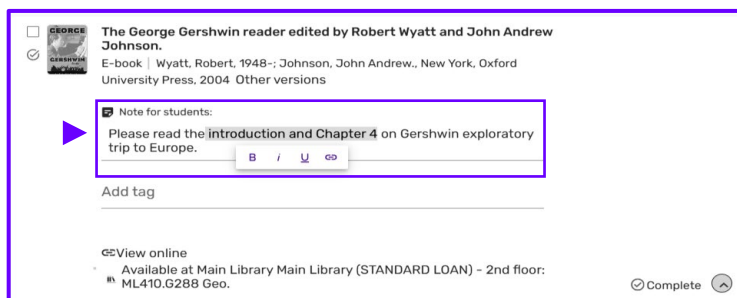 GEORGE
GERSHWIN
The George Gershwin reader edited by Robert Wyatt and John Andrew
Johnson.
E-book | Wyatt, Robert, 1948-; Johnson, John Andrew., New York, Oxford
University Press, 2004 Other versions
Note for students:
Please read the introduction and Chapter 4 on Gershwin exploratory
trip to Europe.
B i U
Add tag
View online
Available at Main Library Main Library (STANDARD LOAN) - 2nd floor:
ML410.G288 Geo.
Complete